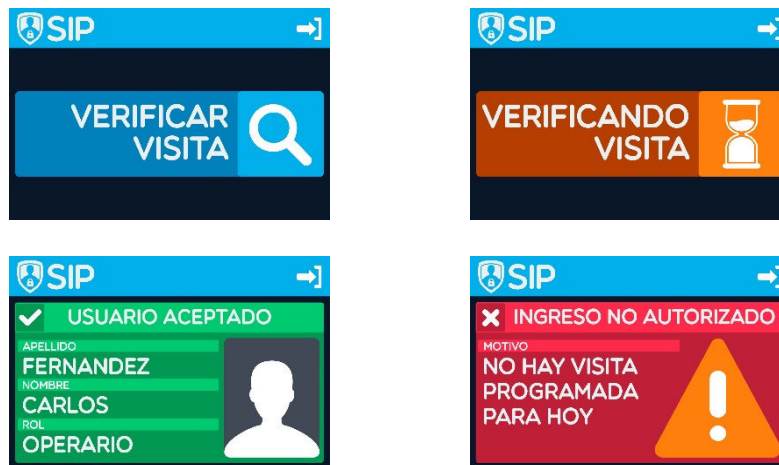 SIP
VERIFICAR
VISITA
SIP
VERIFICANDO
VISITA
SIP
USUARIO ACEPTADO
APELLIDO
FERNANDEZ
NOMBRE
CARLOS
ROL
OPERARIO
SIP
INGRESO NO AUTORIZADO
MOTIVO
NO HAY VISITA
PROGRAMADA
PARA HOY